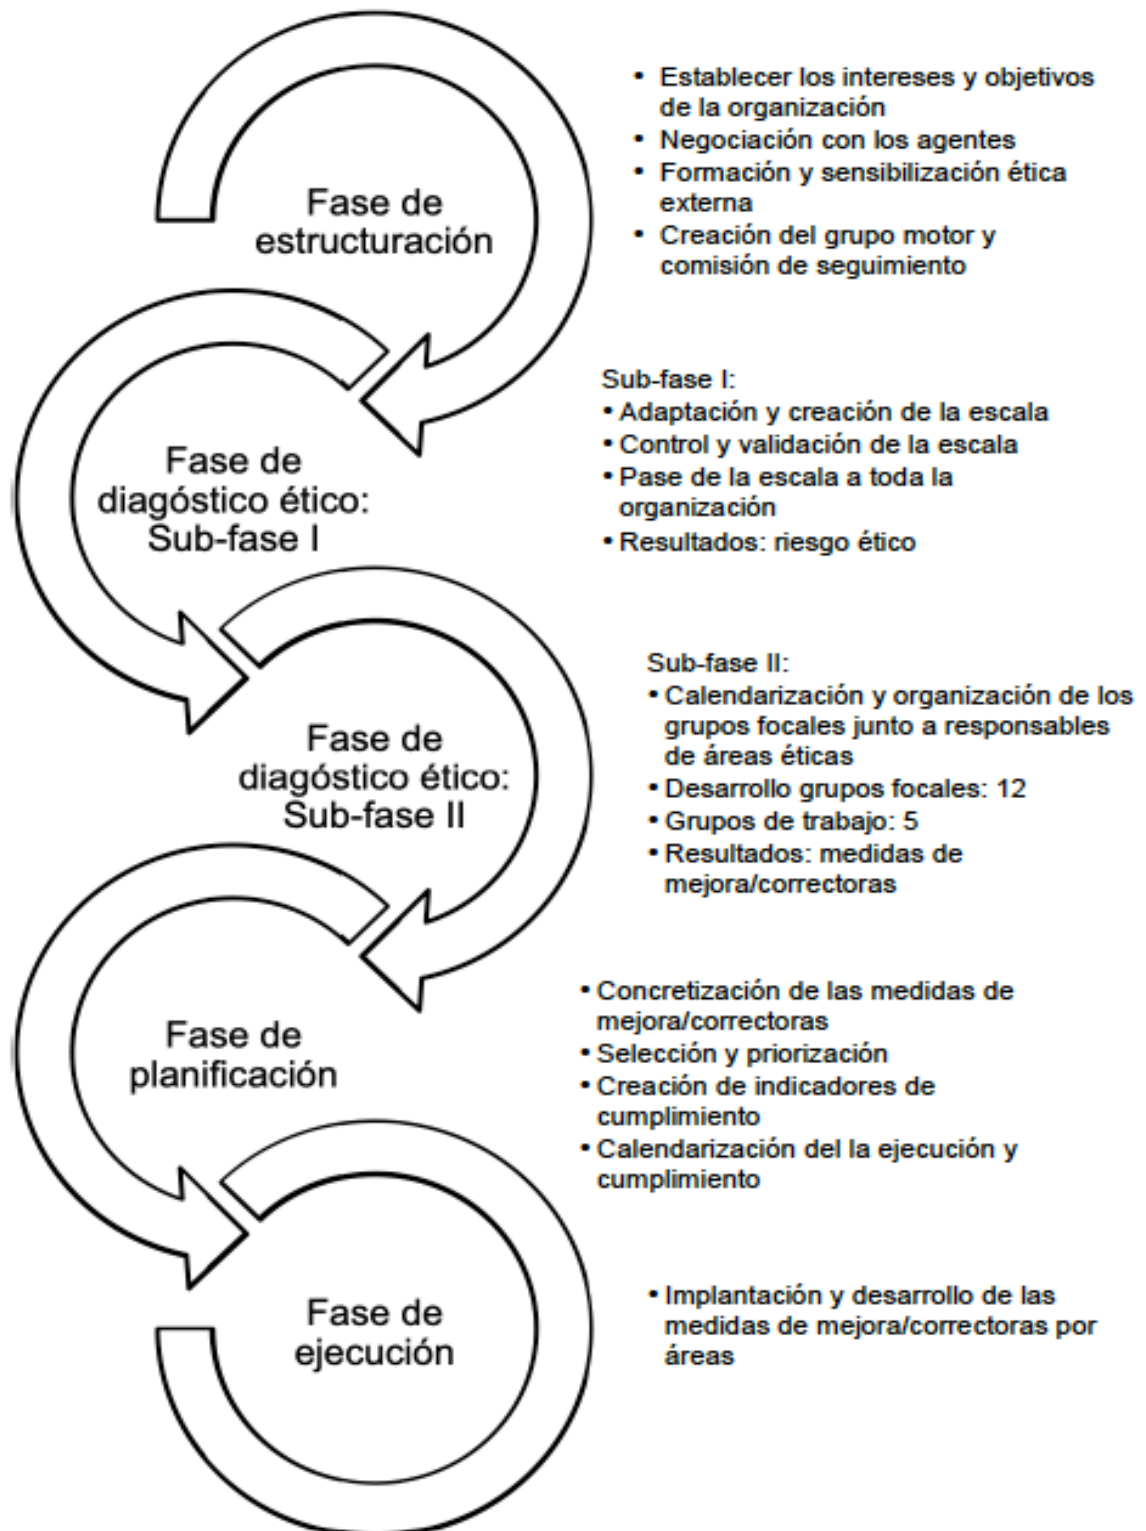 Fase de
estructuración
• Establecer los intereses y objetivos
de la organización
• Negociación con los agentes
• Formación y sensibilización ética
externa
• Creación del grupo motor y
comisión de seguimiento
Fase de
diagóstico ético:
Sub-fase I
Sub-fase I:
• Adaptación y creación de la escala
• Control y validación de la escala
• Pase de la escala a toda la
organización
• Resultados: riesgo ético
Fase de
diagóstico ético:
Sub-fase II
Sub-fase II:
• Calendarización y organización de los
grupos focales junto a responsables
de áreas éticas
• Desarrollo grupos focales: 12
• Grupos de trabajo: 5
• Resultados: medidas de
mejora/correctoras
Fase de
planificación
• Concretización de las medidas de
mejora/correctoras
• Selección y priorización
• Creación de indicadores de
cumplimiento
• Calendarización del la ejecución y
cumplimiento
Fase de
ejecución
• Implantación y desarrollo de las
medidas de mejora/correctoras por
áreas